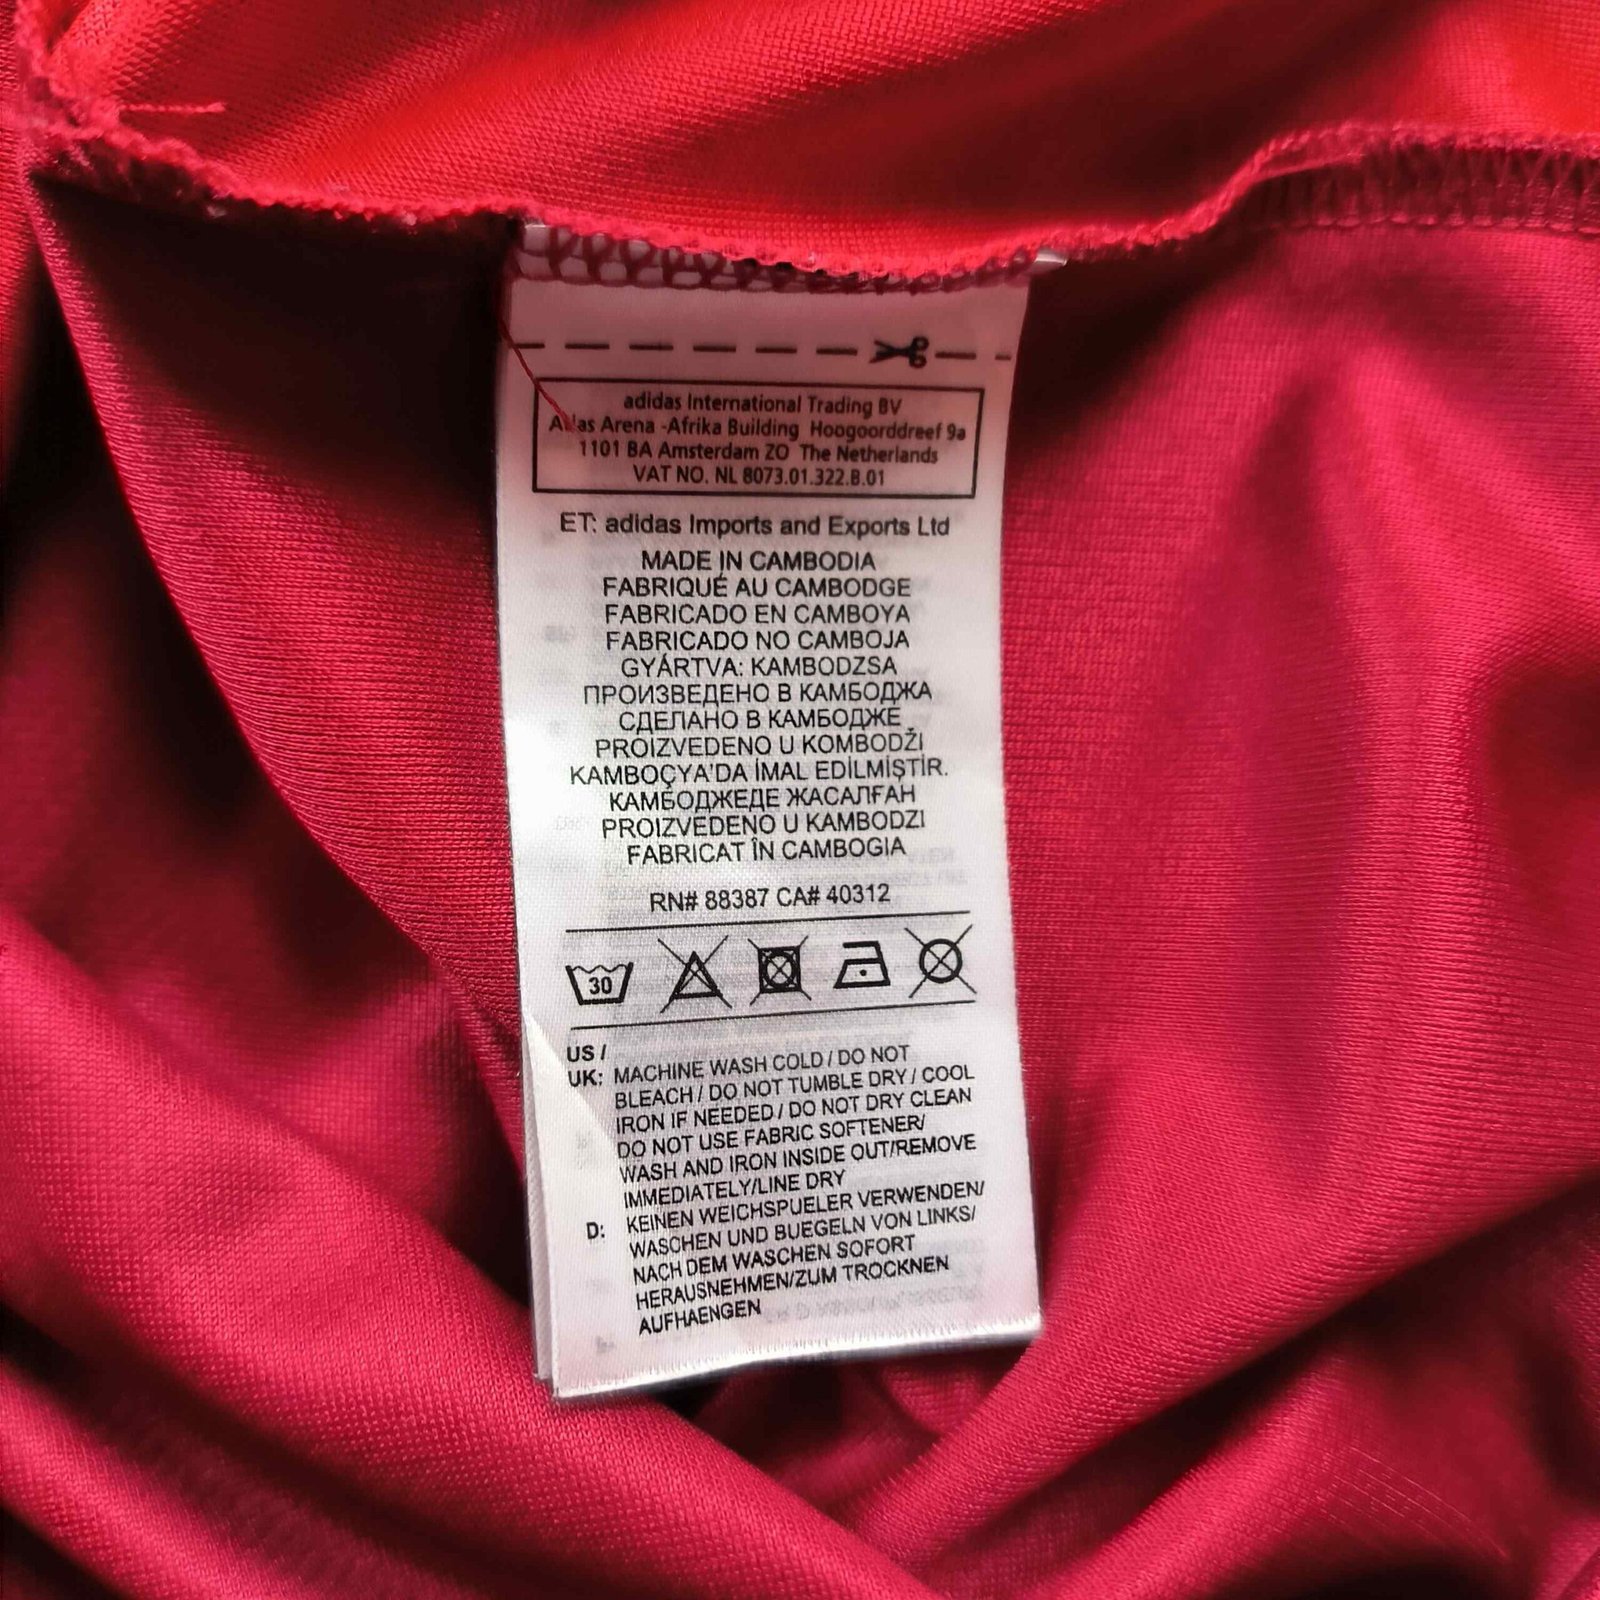 adidas International Trading BV
Atlas Arena -Afrika Building Hoogoorddreef 9a
1101 BA Amsterdam ZO The Netherlands
VAT NO. NL 8073.01.322.B.01
ET: adidas Imports and Exports Ltd
MADE IN CAMBODIA
FABRIQUÉ AU CAMBODGE
FABRICADO EN CAMBOYA
FABRICADO NO CAMBOJA
GYÁRTVA: KAMBODZSA
ПРОИЗВЕДЕНО В КАМБОДЖА
СДЕЛАНО В КАМБОДЖЕ
PROIZVEDENO U KOMBODŽI
KAMBOÇYA'DA İMAL EDİLMİŞTİR.
КАМБОДЖЕДЕ ЖАСАЛҒАН
PROIZVEDENO U KAMBODZI
FABRICAT ÎN CAMBOGIA
RN# 88387 CA# 40312
30
US /
UK: MACHINE WASH COLD / DO NOT
BLEACH / DO NOT TUMBLE DRY / COOL
IRON IF NEEDED / DO NOT DRY CLEAN
DO NOT USE FABRIC SOFTENER/
WASH AND IRON INSIDE OUT/REMOVE
IMMEDIATELY/LINE DRY
D: KEINEN WEICHSPUELER VERWENDEN/
WASCHEN UND BUEGELN VON LINKS/
NACH DEM WASCHEN SOFORT
HERAUSNEHMEN/ZUM TROCKNEN
AUFHAENGEN